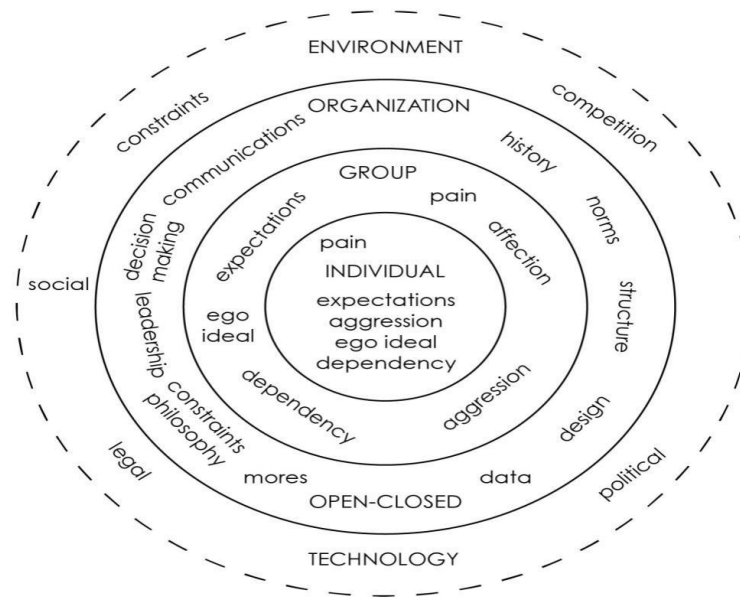 ENVIRONMENT
constraints
competition
ORGANIZATION
communications
history
GROUP
pain
expectations
affection
norms
decision
making
pain
INDIVIDUAL
expectations
aggression
ego ideal
dependency
social
leadership
ego
ideal
structure
dependency
aggression
constraints
philosophy
design
legal
mores
data
political
OPEN-CLOSED
TECHNOLOGY